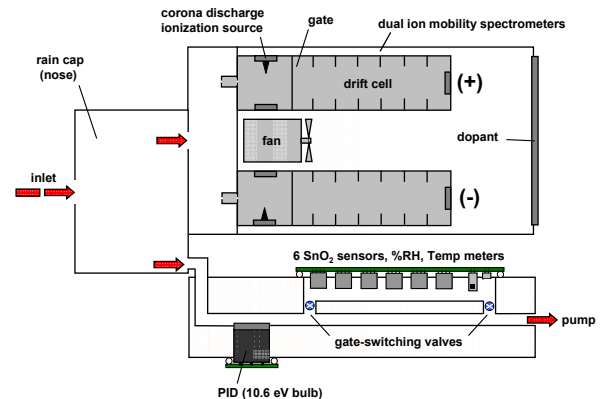 corona discharge
ionization source
gate
dual ion mobility spectrometers
rain cap
(nose)
drift cell
(+)
fan
dopant
inlet
(-)
6 SnO₂ sensors, %RH, Temp meters
pump
gate-switching valves
PID (10.6 eV bulb)